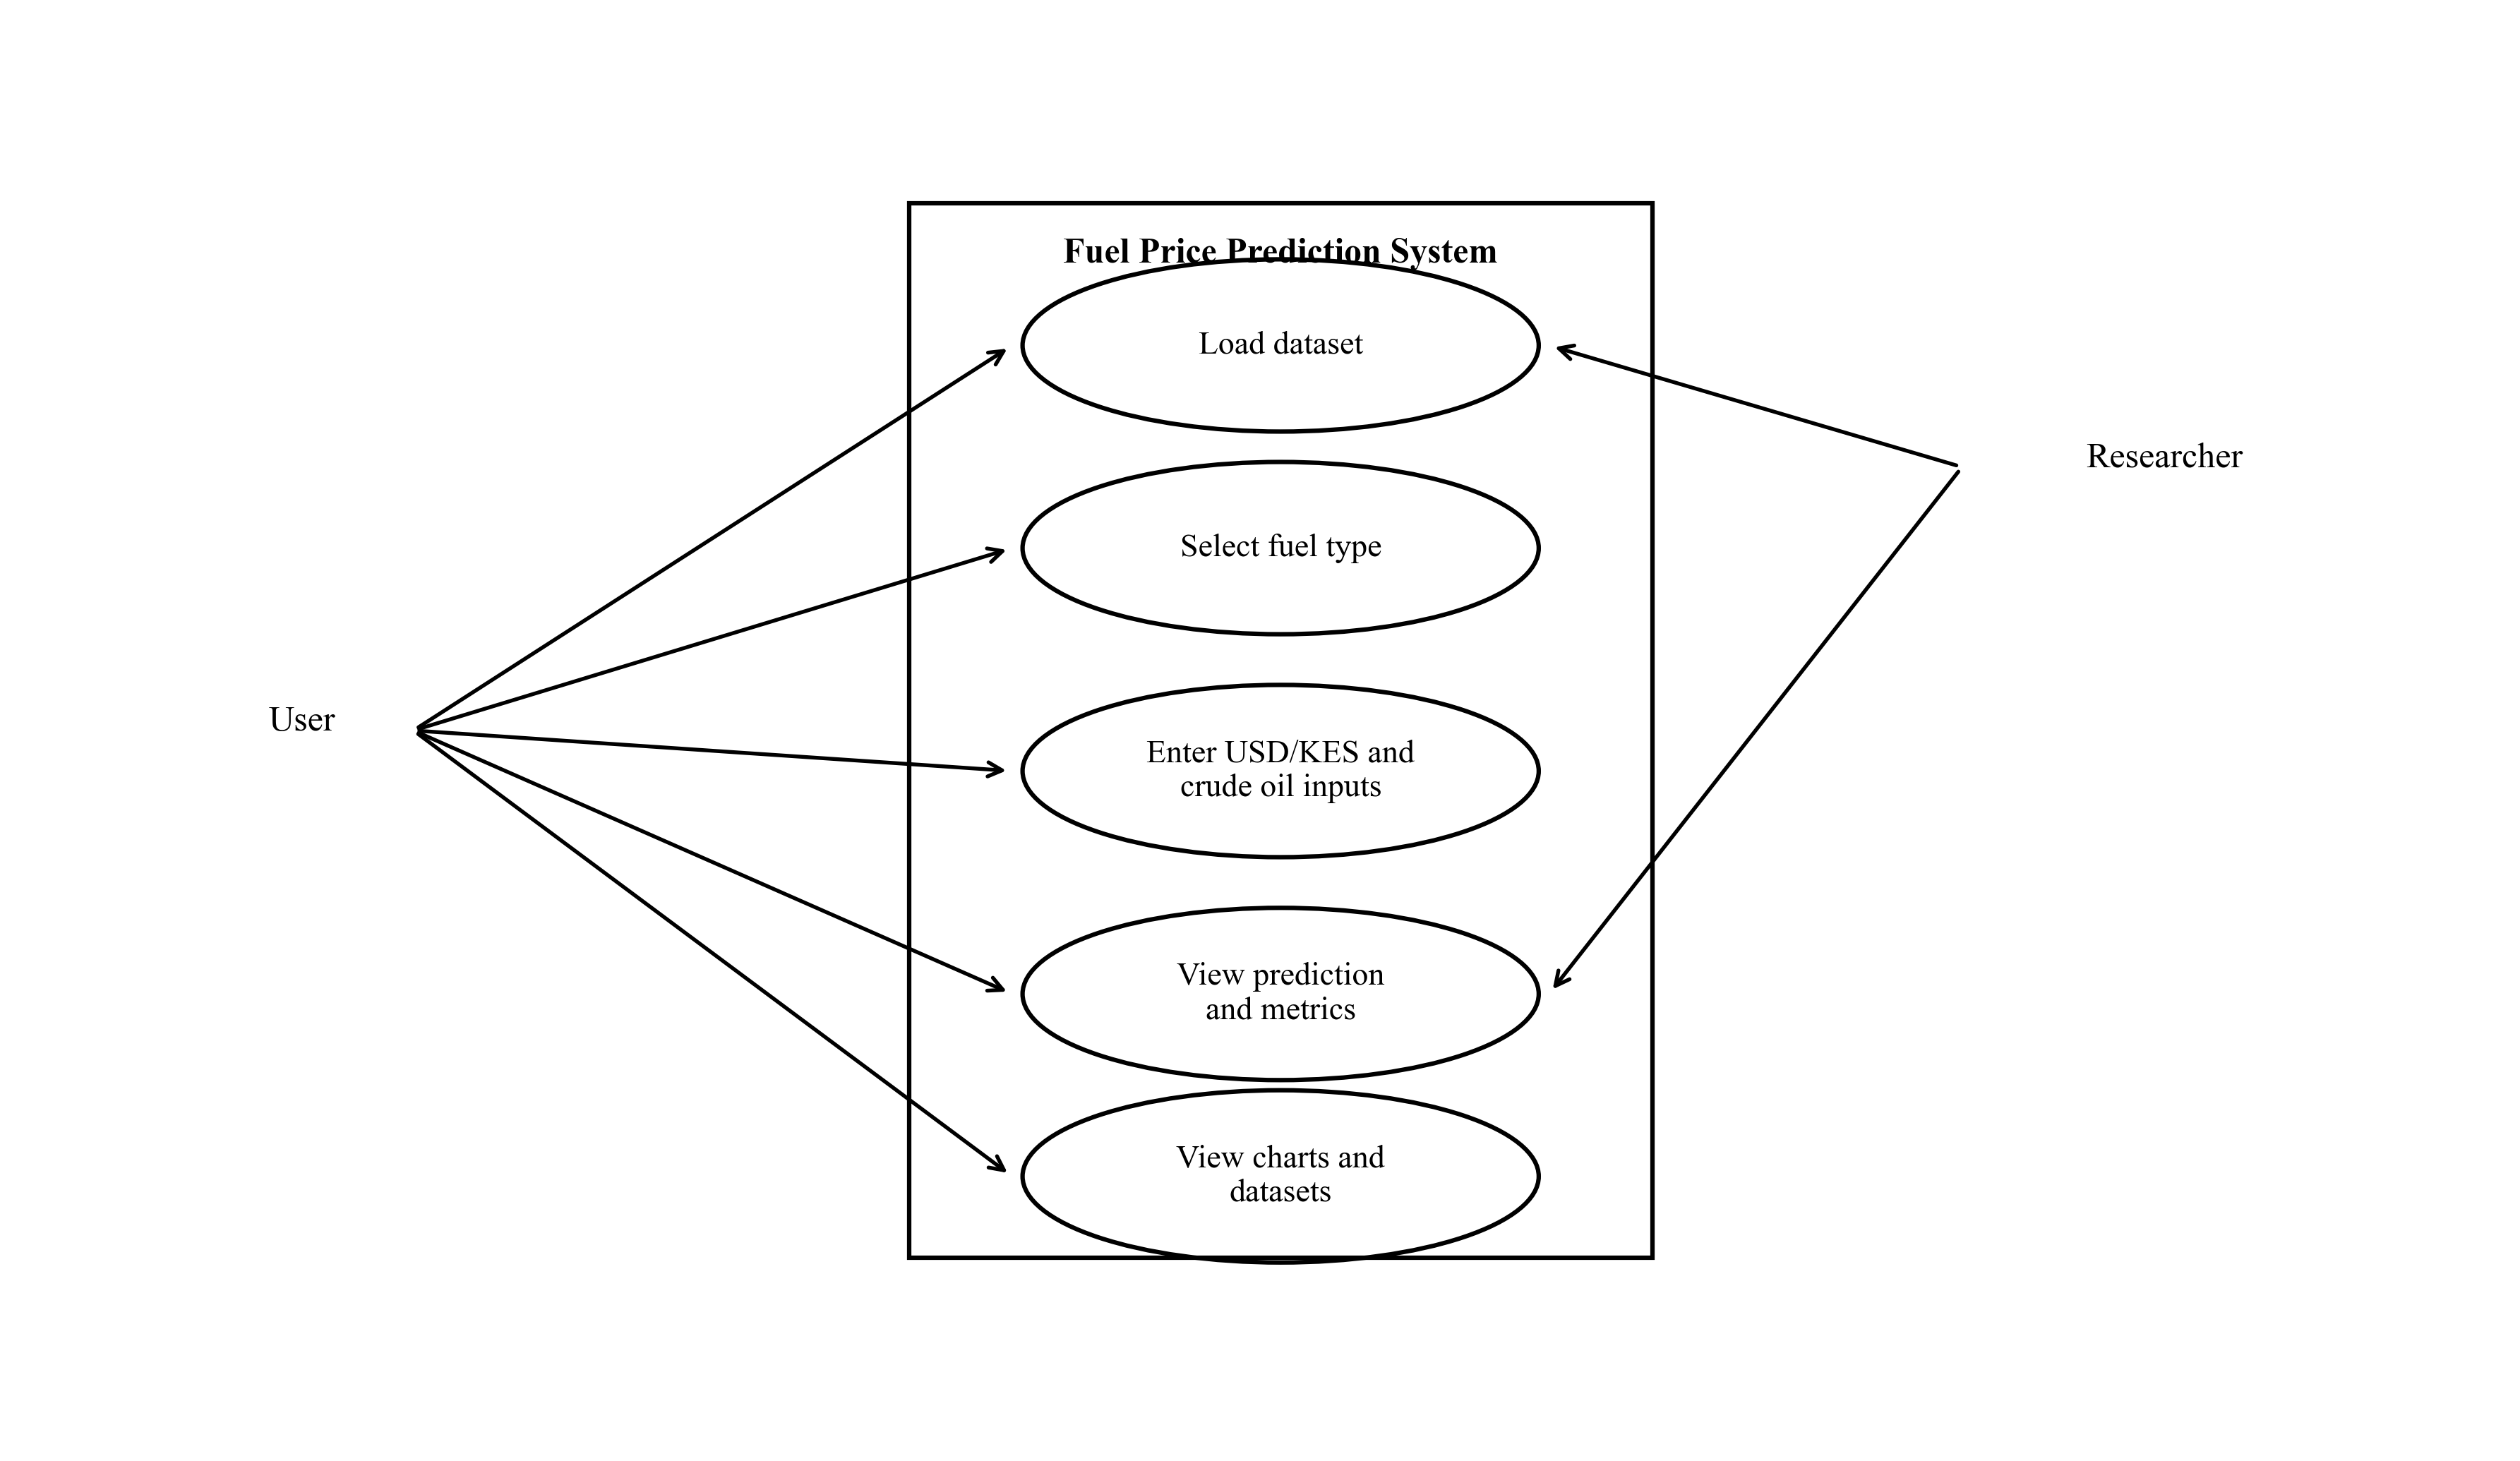 Fuel Price Prediction System
Load dataset
Researcher
Select fuel type
User
Enter USD/KES and
crude oil inputs
View prediction
and metrics
View charts and
datasets